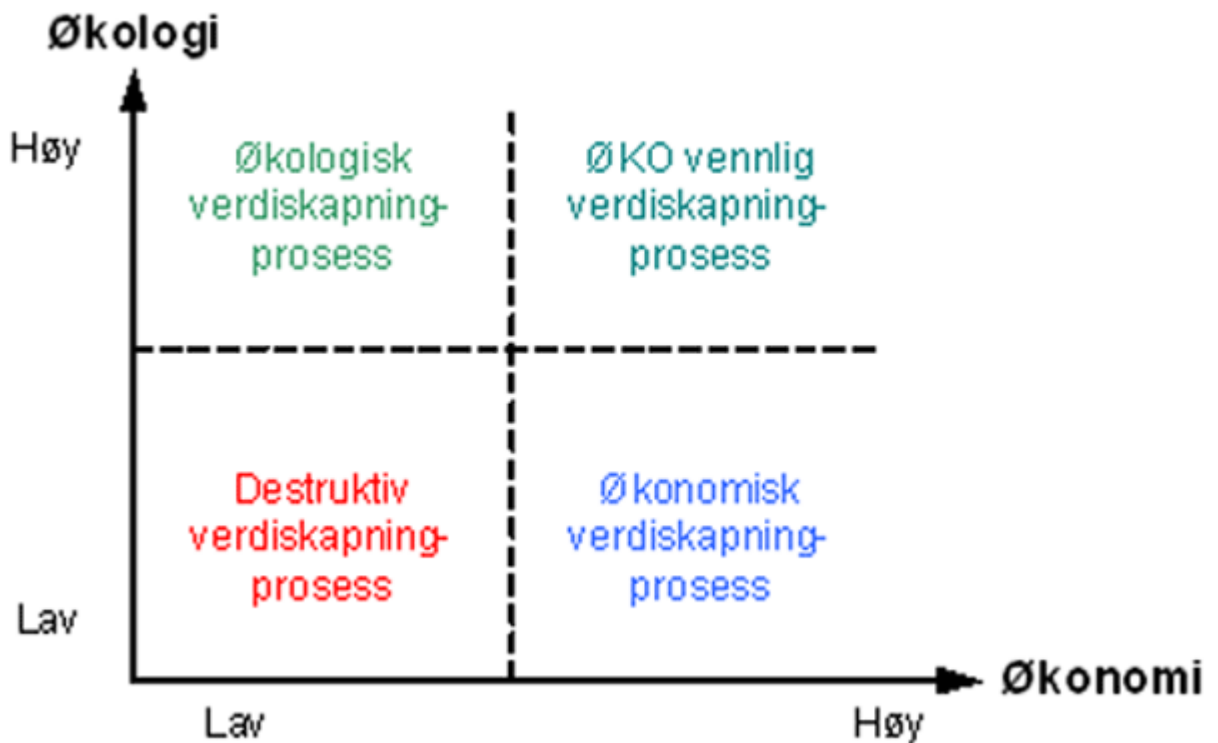 Økologi
Høy
Økologisk
verdiskapning-
prosess
ØKO vennlig
verdiskapning-
prosess
Destruktiv
verdiskapning-
prosess
Økonomisk
verdiskapning-
prosess
Lav
Økonomi
Lav
Høy